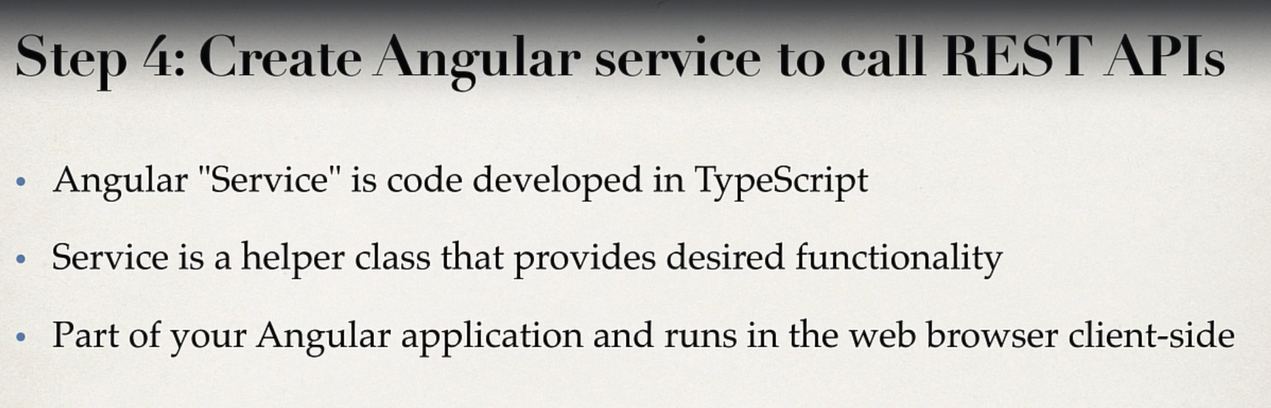 Step 4: Create Angular service to call REST APIs
• Angular "Service" is code developed in TypeScript
• Service is a helper class that provides desired functionality
• Part of your Angular application and runs in the web browser client-side